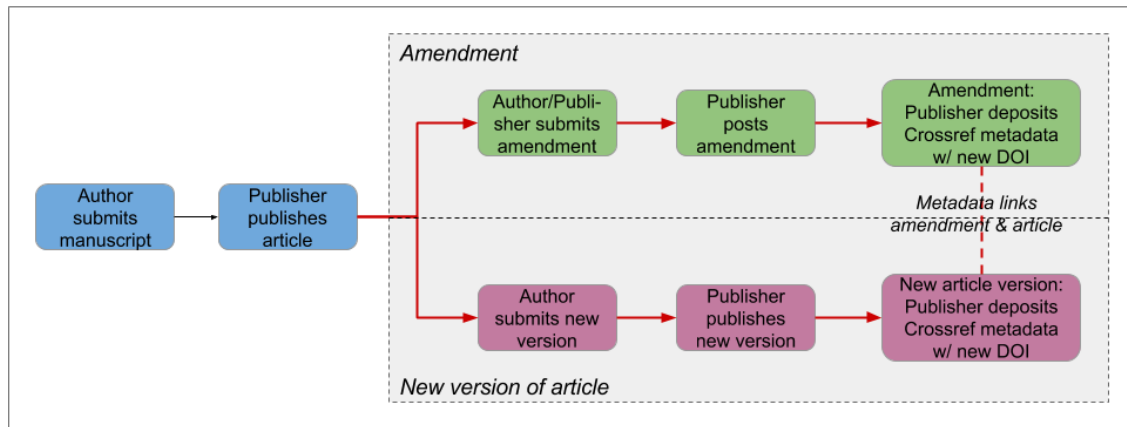 Amendment
Author/Publi-
sher submits
amendment
Publisher
posts
amendment
Amendment:
Publisher deposits
Crossref metadata
w/ new DOI
Author
submits
manuscript
Publisher
publishes
article
Metadata links
amendment & article
Author
submits new
version
Publisher
publishes
new version
New article version:
Publisher deposits
Crossref metadata
w/ new DOI
New version of article